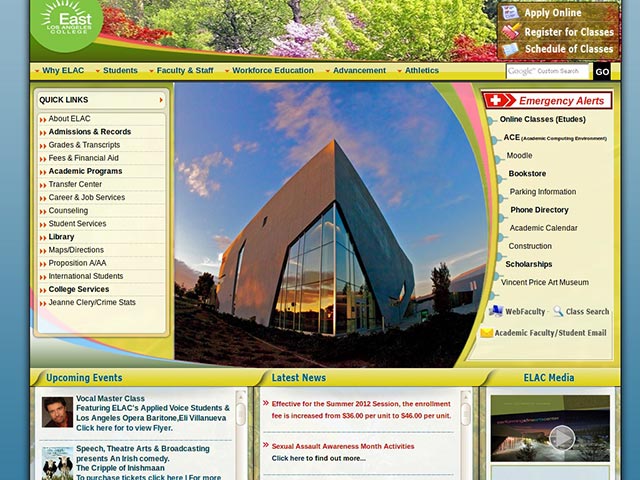 East
LOS ANGELES
COLLEGE
Apply Online
Register for Classes
Schedule of Classes
Why ELAC
Students
Faculty & Staff
Workforce Education
Advancement
Athletics
Google™ Custom Search
GO
QUICK LINKS
About ELAC
Admissions & Records
Grades & Transcripts
Fees & Financial Aid
Academic Programs
Transfer Center
Career & Job Services
Counseling
Student Services
Library
Maps/Directions
Proposition A/AA
International Students
College Services
Jeanne Clery/Crime Stats
Emergency Alerts
Online Classes (Etudes)
ACE (Academic Computing Environment)
Moodle
Bookstore
Parking Information
Phone Directory
Academic Calendar
Construction
Scholarships
Vincent Price Art Museum
WebFaculty
Class Search
Academic Faculty/Student Email
Upcoming Events
Vocal Master Class
Featuring ELAC's Applied Voice Students &
Los Angeles Opera Baritone,Eli Villanueva
Click here for to view Flyer.
Speech, Theatre Arts & Broadcasting
presents An Irish comedy.
The Cripple of Inishmaan
To purchase tickets click here | For more
Latest News
Effective for the Summer 2012 Session, the enrollment
fee is increased from $36.00 per unit to $46.00 per unit.
Sexual Assault Awareness Month Activities
Click here to find out more...
ELAC Media